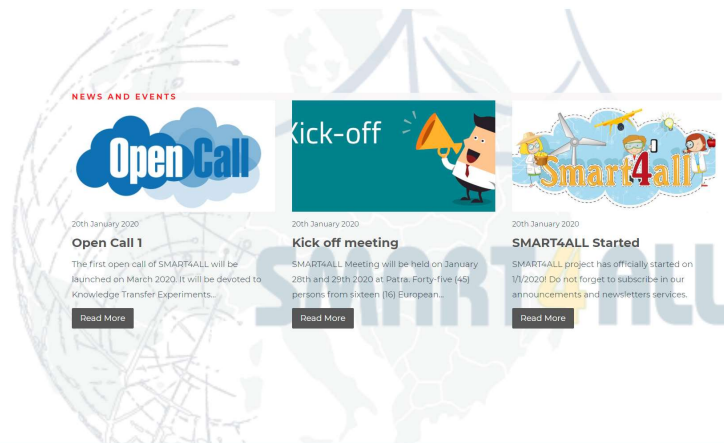 NEWS AND EVENTS
Open Call
20th January 2020
Open Call 1
The first open call of SMART4ALL will be
launched on March 2020. It will be devoted to
Knowledge Transfer Experiments...
Read More
Kick-off
20th January 2020
Kick off meeting
SMART4ALL Meeting will be held on January
28th and 29th 2020 at Patra. Forty-five (45)
persons from sixteen (16) European...
Read More
Smart4all
20th January 2020
SMART4ALL Started
SMART4ALL project has officially started on
1/1/2020! Do not forget to subscribe in our
announcements and newsletters services.
Read More
SMART4ALL